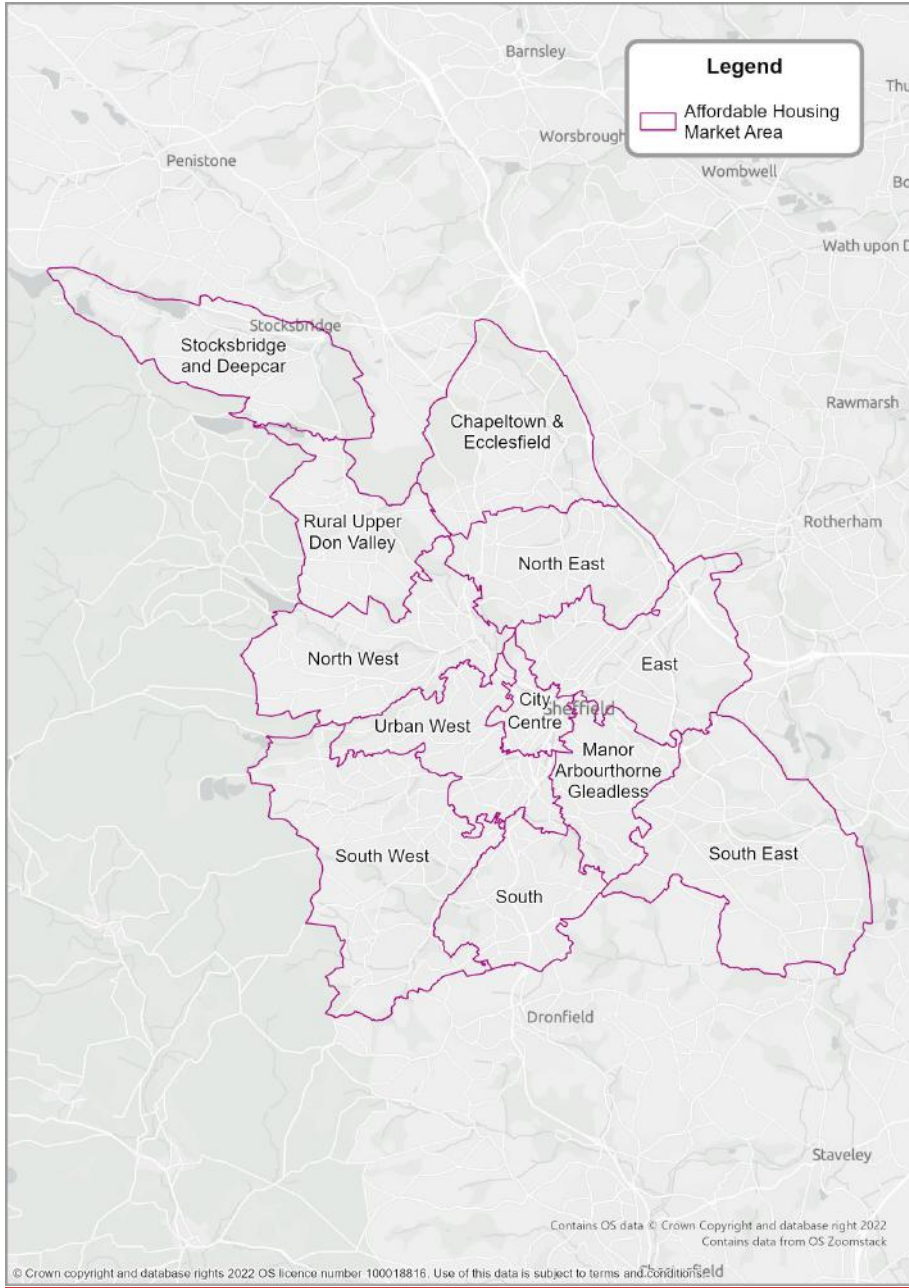 Barnsley
Legend
Affordable Housing
Market Area
Worsbrough
Penistone
Wombwell
Wath upon D
Stocksbridge
Stocksbridge
and Deepcar
Chapeltown &
Ecclesfield
Rawmarsh
Rural Upper
Don Valley
Rotherham
North East
North West
East
City
Centre
Sheffield
Urban West
Manor
Arbourthorne
Gleadless
South West
South East
South
Dronfield
Staveley
Contains OS data © Crown Copyright and database right 2022
Contains data from OS Zoomstack
© Crown copyright and database rights 2022 OS licence number 100018816. Use of this data is subject to terms and conditions.